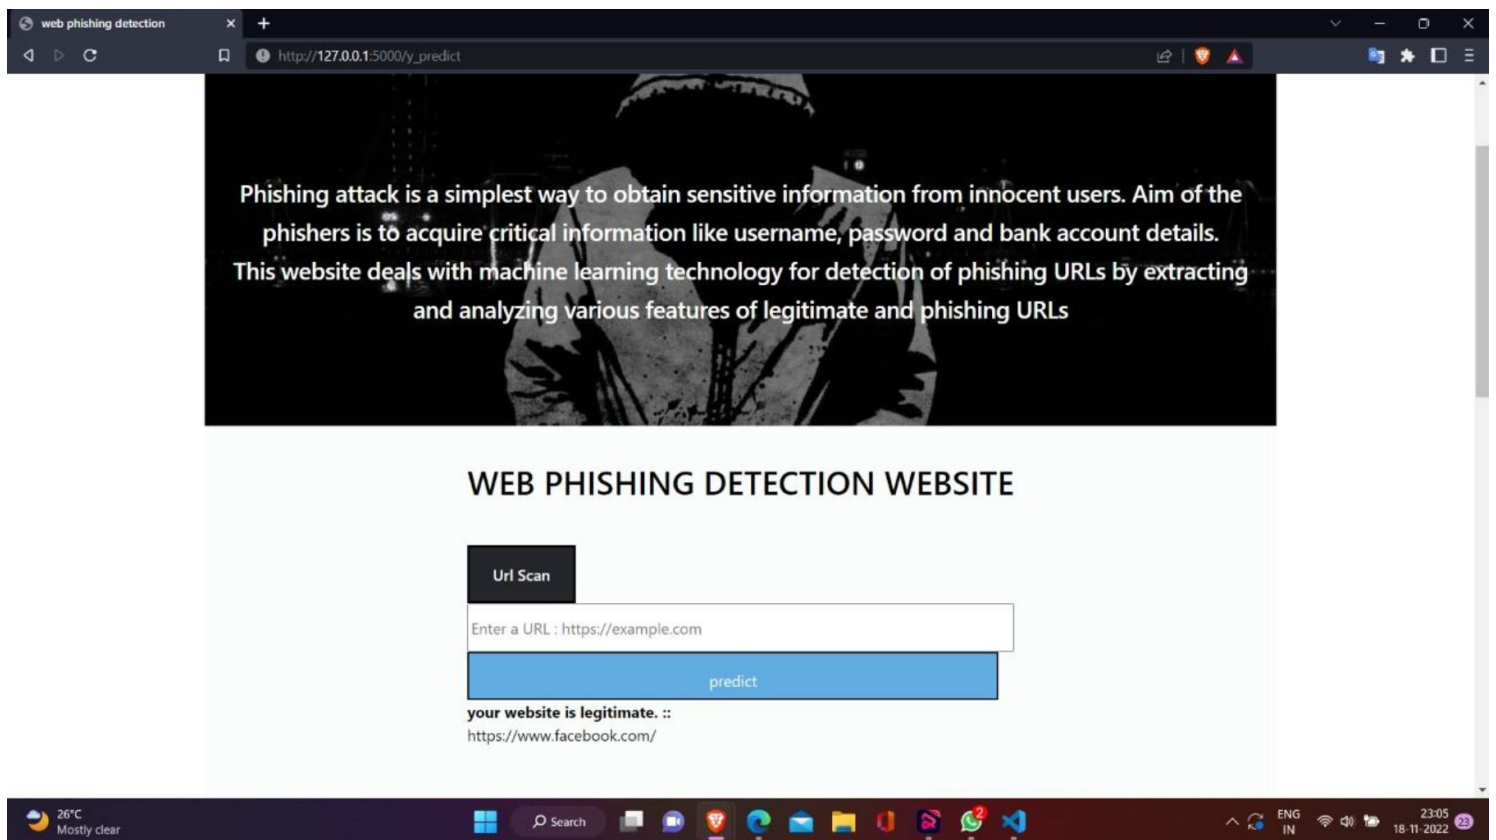 web phishing detection
http://127.0.0.1:5000/y_predict
Phishing attack is a simplest way to obtain sensitive information from innocent users. Aim of the
phishers is to acquire critical information like username, password and bank account details.
This website deals with machine learning technology for detection of phishing URLs by extracting
and analyzing various features of legitimate and phishing URLs
WEB PHISHING DETECTION WEBSITE
Url Scan
Enter a URL : https://example.com
predict
your website is legitimate. ::
https://www.facebook.com/
26°C
Mostly clear
Search
2
ENG
IN
23:05
18-11-2022
23